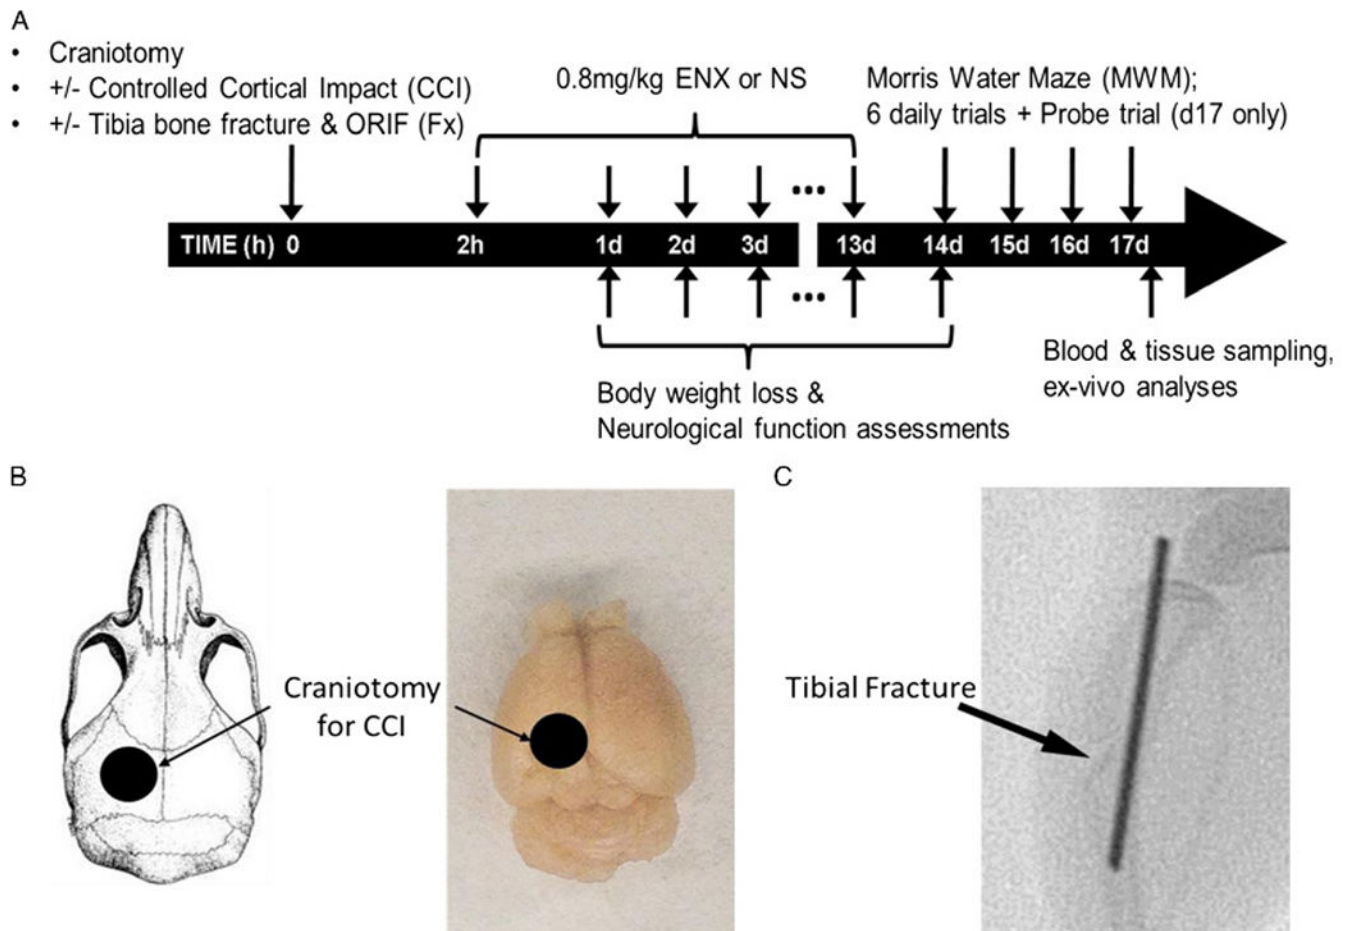 A
• Craniotomy
• +/- Controlled Cortical Impact (CCI)
• +/- Tibia bone fracture & ORIF (Fx)
0.8mg/kg ENX or NS
Morris Water Maze (MWM);
6 daily trials + Probe trial (d17 only)
•••
TIME (h) 0 2h 1d 2d 3d 13d 14d 15d 16d 17d
•••
Body weight loss &
Neurological function assessments
Blood & tissue sampling,
ex-vivo analyses
B
Craniotomy
for CCI
C
Tibial Fracture